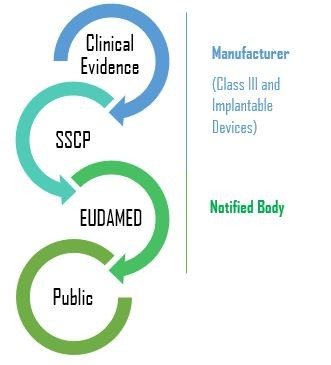 Clinical
Evidence
SSCP
EUDAMED
Public
Manufacturer
(Class III and
Implantable
Devices)
Notified Body